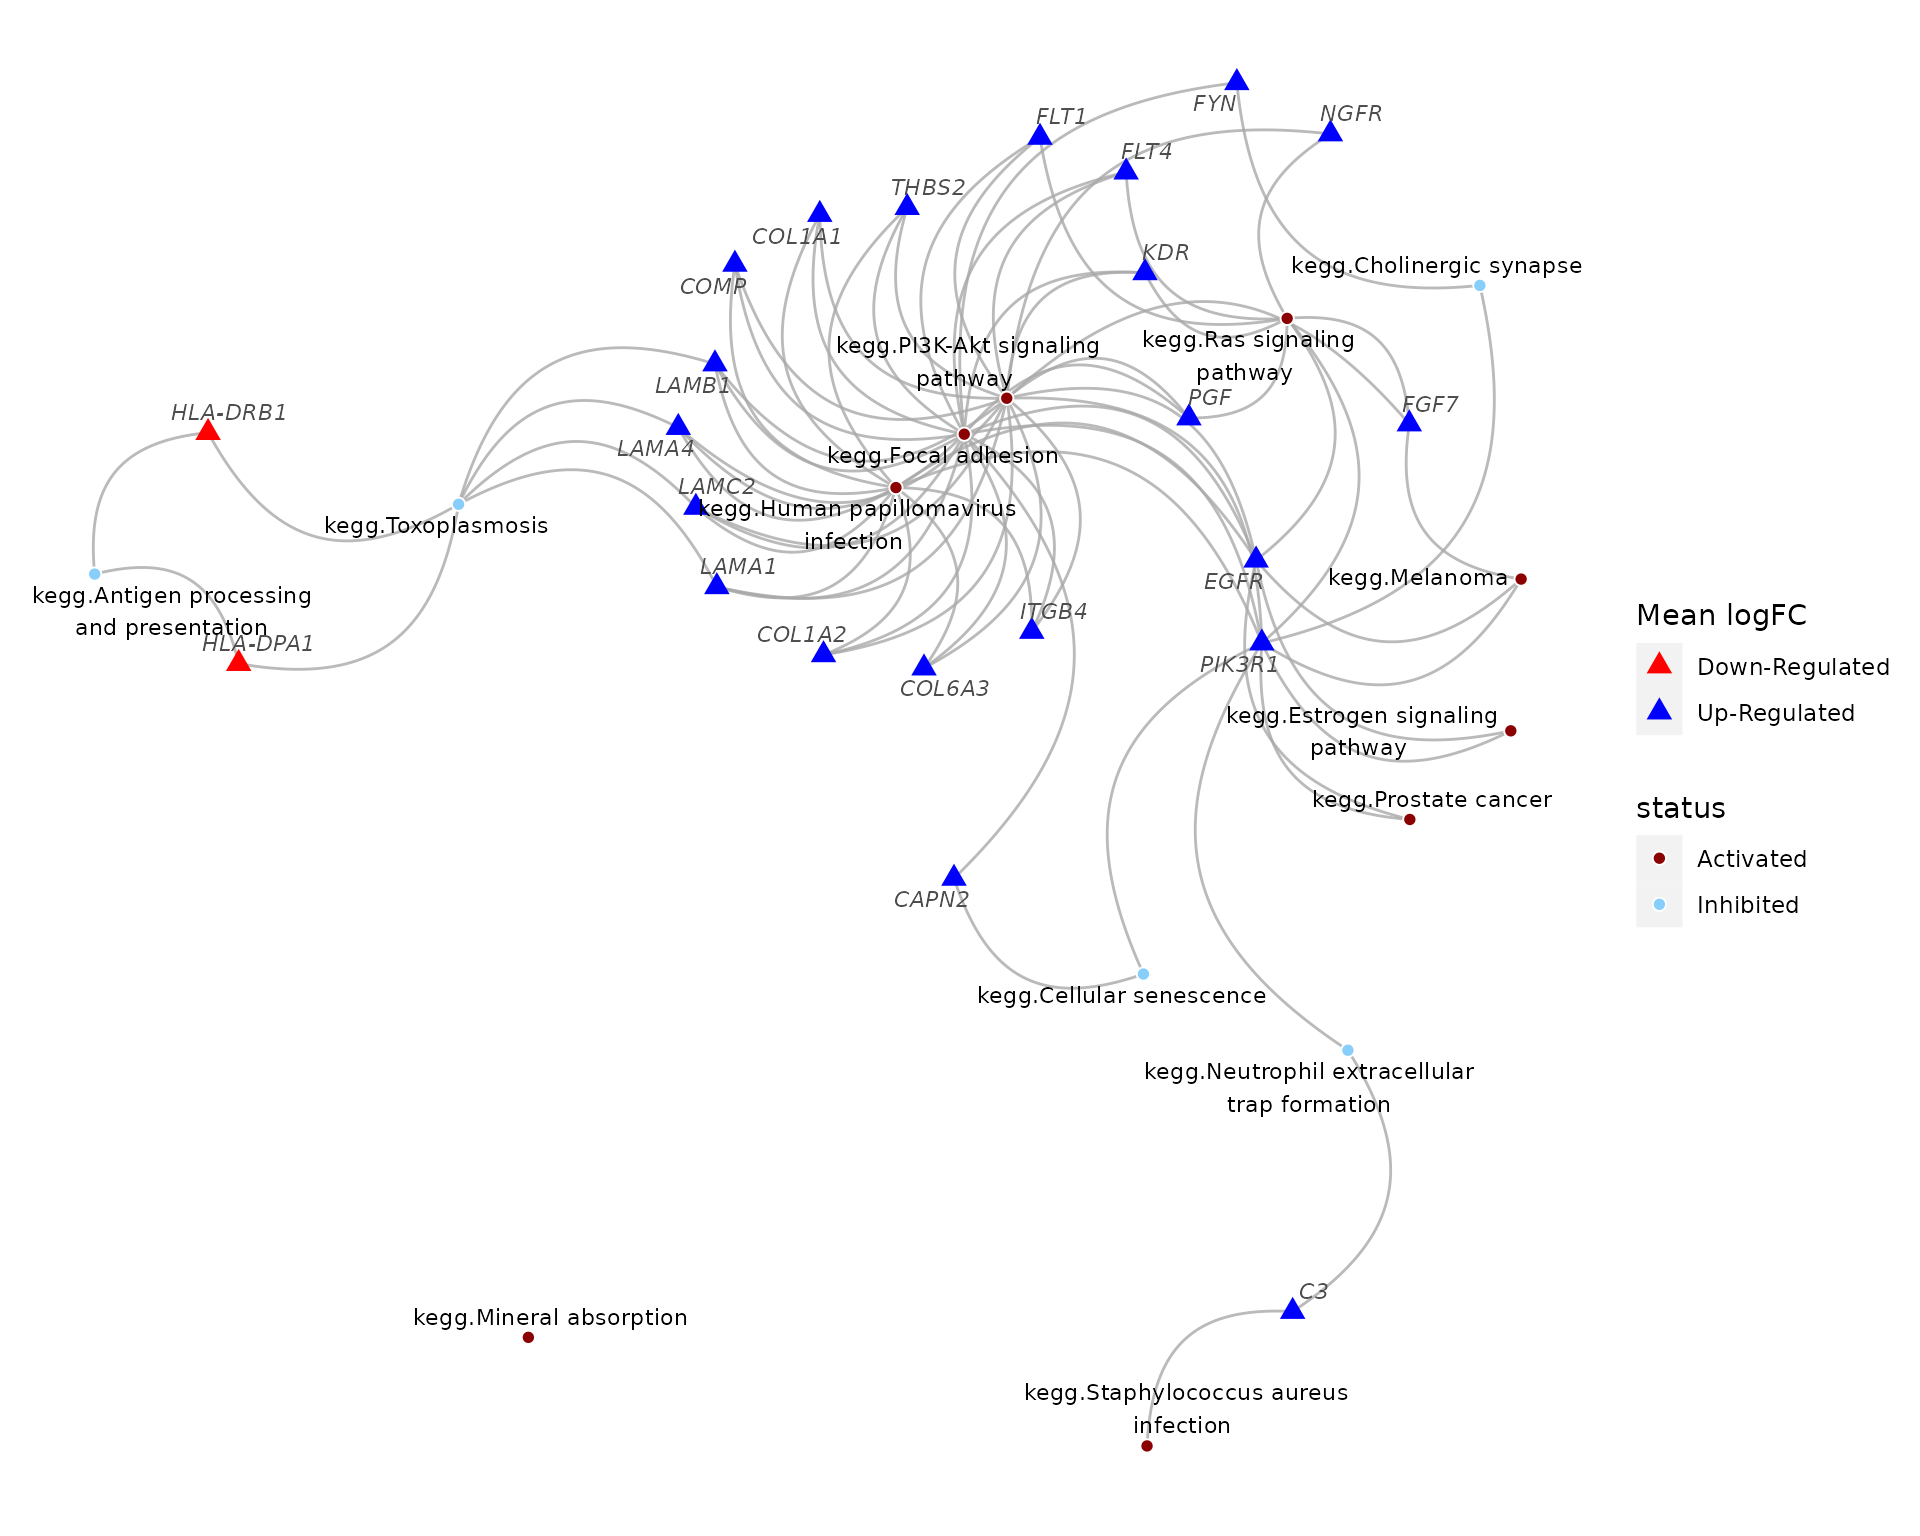 FYN
NGFR
FLT1
FLT4
THBS2
COL1A1
KDR
kegg.Cholinergic synapse
COMP
kegg.PI3K-Akt signaling
pathway
kegg.Ras signaling
pathway
LAMB1
PGF
FGF7
HLA-DRB1
LAMA4
kegg.Focal adhesion
LAMC2
kegg.Human papillomavirus
infection
kegg.Toxoplasmosis
LAMA1
EGFR
kegg.Melanoma
kegg.Antigen processing
and presentation
HLA-DPA1
ITGB4
COL1A2
PIK3R1
COL6A3
kegg.Estrogen signaling
pathway
kegg.Prostate cancer
CAPN2
kegg.Cellular senescence
kegg.Neutrophil extracellular
trap formation
C3
kegg.Mineral absorption
kegg.Staphylococcus aureus
infection
Mean logFC
Down-Regulated
Up-Regulated
status
Activated
Inhibited